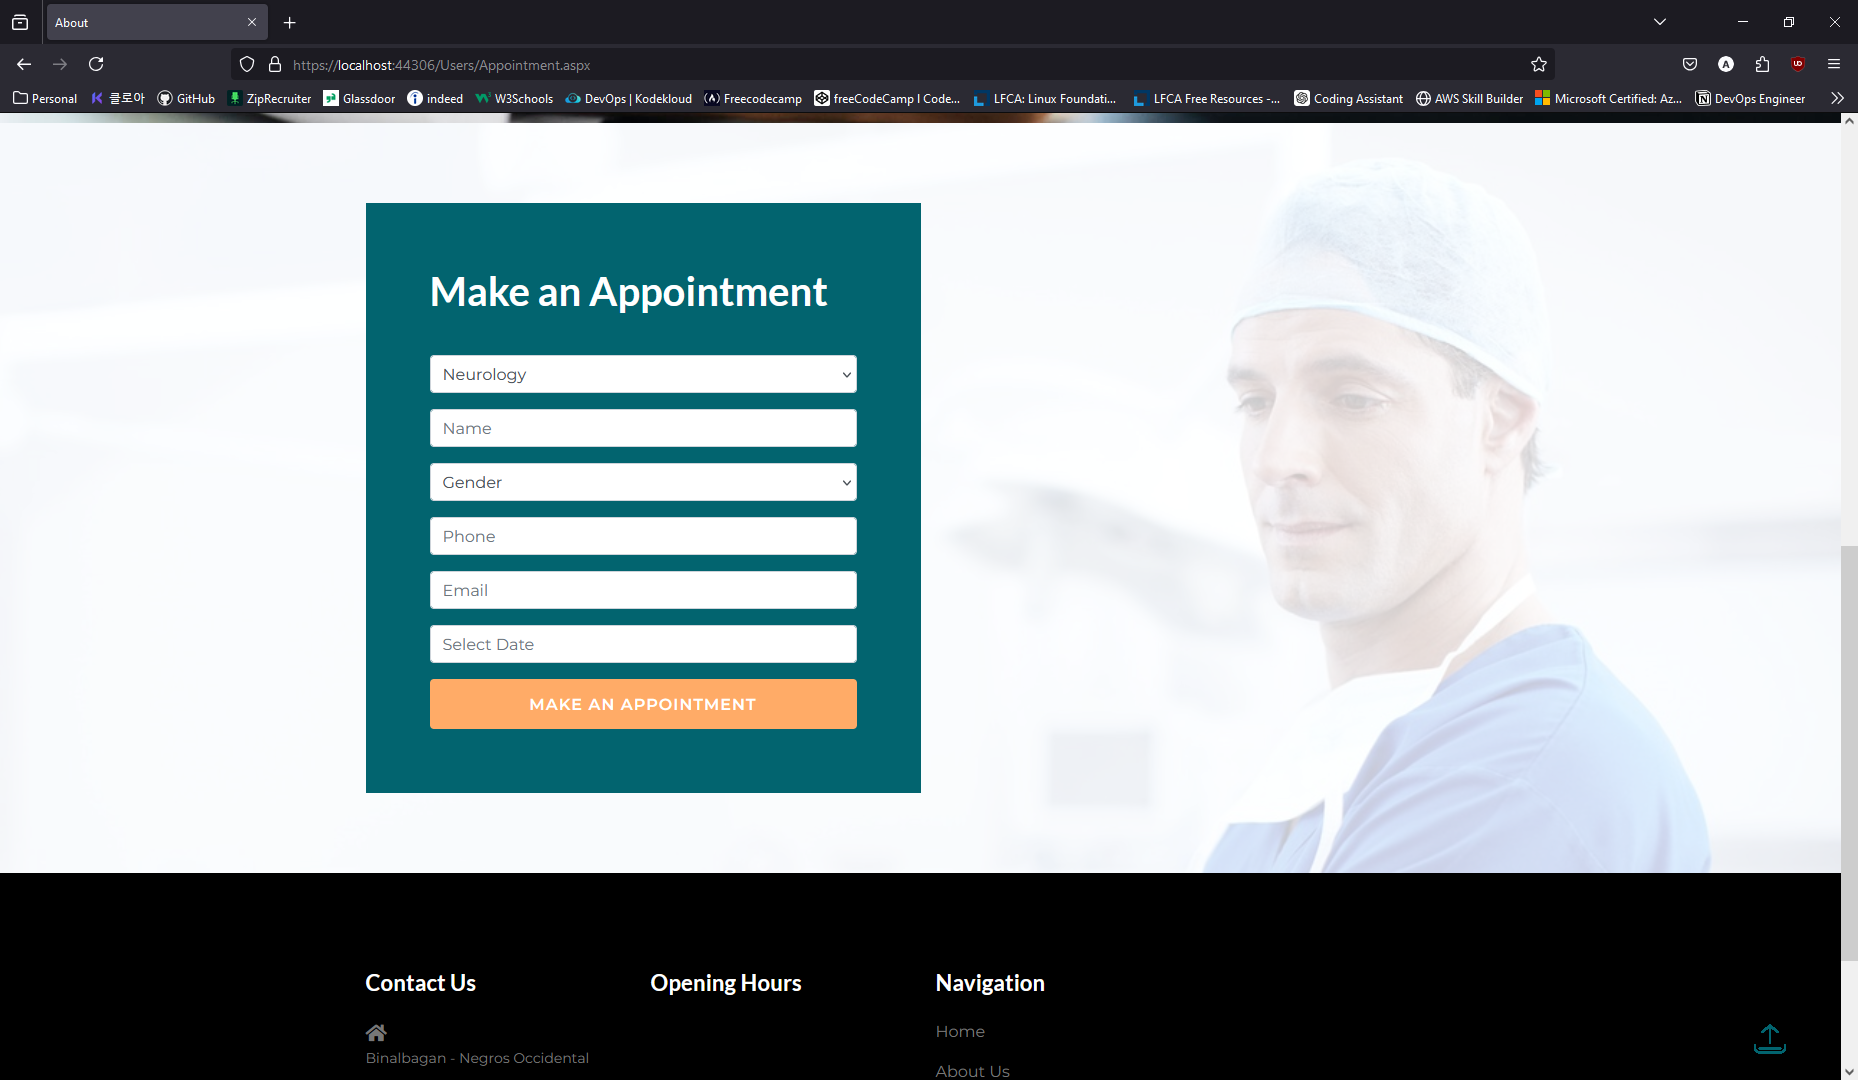 About
https://localhost:44306/Users/Appointment.aspx
Personal
클로아
GitHub
ZipRecruiter
Glassdoor
indeed
W3Schools
DevOps | Kodekloud
Freecodecamp
freeCodeCamp | Code...
LFCA: Linux Foundati...
LFCA Free Resources -...
Coding Assistant
AWS Skill Builder
Microsoft Certified: Az...
DevOps Engineer
Make an Appointment
Neurology
Name
Gender
Phone
Email
Select Date
MAKE AN APPOINTMENT
Contact Us
Opening Hours
Navigation
Home
Binalbagan - Negros Occidental
About Us